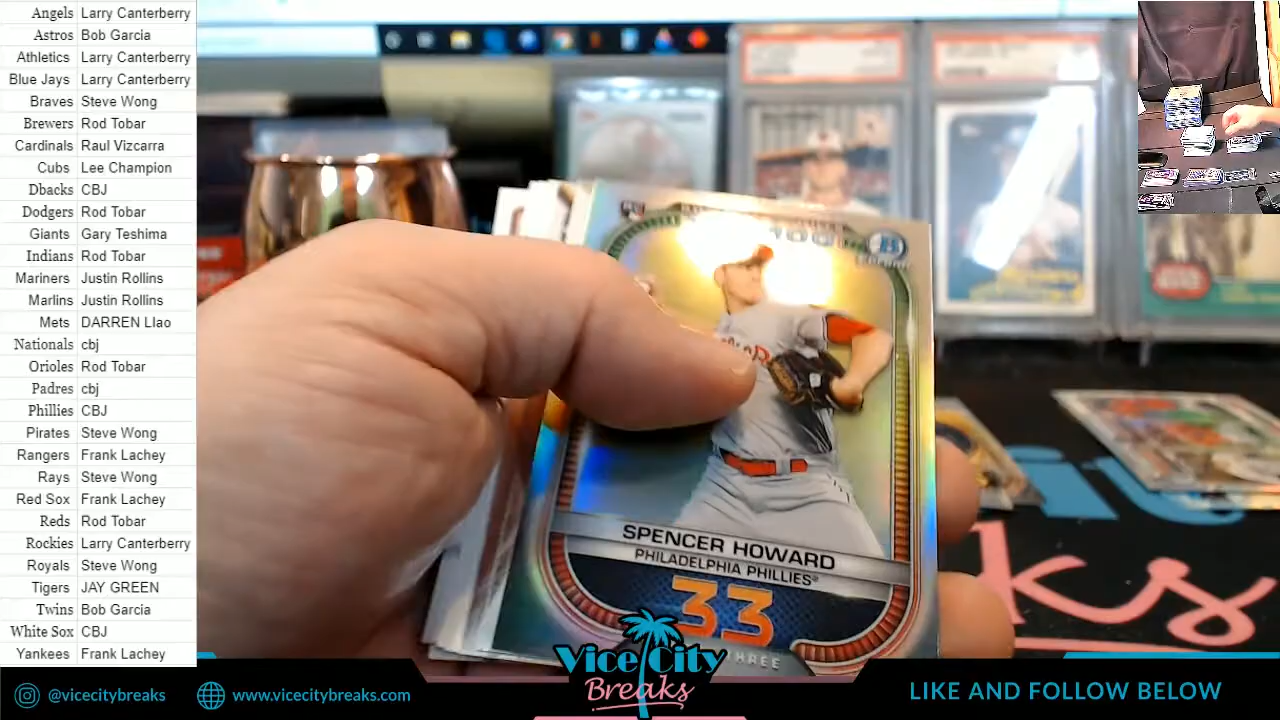 Angels Larry Canterberry
Astros Bob Garcia
Athletics Larry Canterberry
Blue Jays Larry Canterberry
Braves Steve Wong
Brewers Rod Tobar
Cardinals Raul Vizcarra
Cubs Lee Champion
Dbacks CBJ
Dodgers Rod Tobar
Giants Gary Teshima
Indians Rod Tobar
Mariners Justin Rollins
Marlins Justin Rollins
Mets DARREN LIao
Nationals cbj
Orioles Rod Tobar
Padres cbj
Phillies CBJ
Pirates Steve Wong
Rangers Frank Lachey
Rays Steve Wong
Red Sox Frank Lachey
Reds Rod Tobar
Rockies Larry Canterberry
Royals Steve Wong
Tigers JAY GREEN
Twins Bob Garcia
White Sox CBJ
Yankees Frank Lachey
SPENCER HOWARD
PHILADELPHIA PHILLIES
33
THREE
Vice City
Breaks
@vicecitybreaks
www.vicecitybreaks.com
LIKE AND FOLLOW BELOW